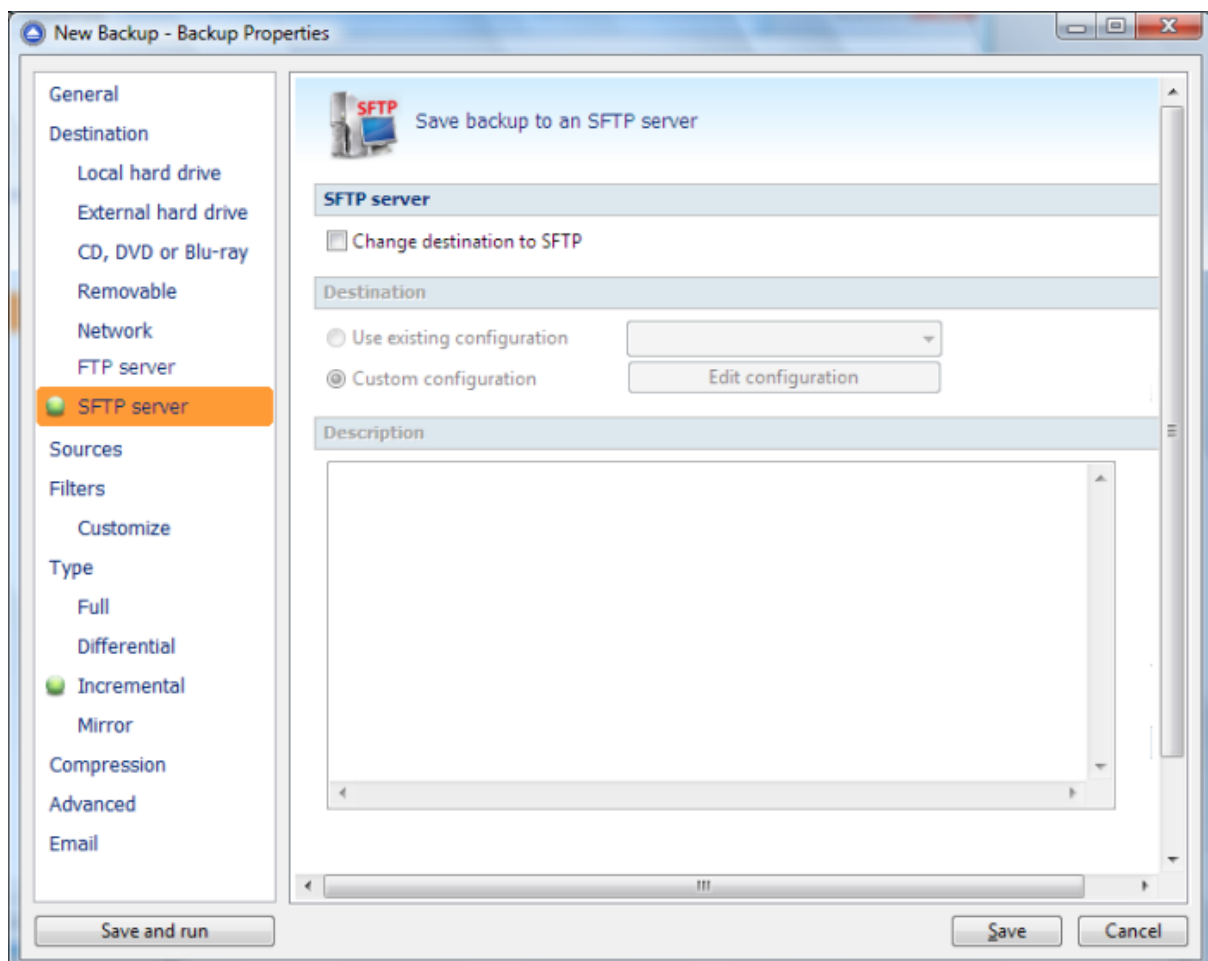 New Backup - Backup Properties
General
Destination
Local hard drive
External hard drive
CD, DVD or Blu-ray
Removable
Network
FTP server
SFTP server
Sources
Filters
Customize
Type
Full
Differential
Incremental
Mirror
Compression
Advanced
Email
SFTP
Save backup to an SFTP server
SFTP server
Change destination to SFTP
Destination
Use existing configuration
Custom configuration
Edit configuration
Description
Save and run
Save
Cancel